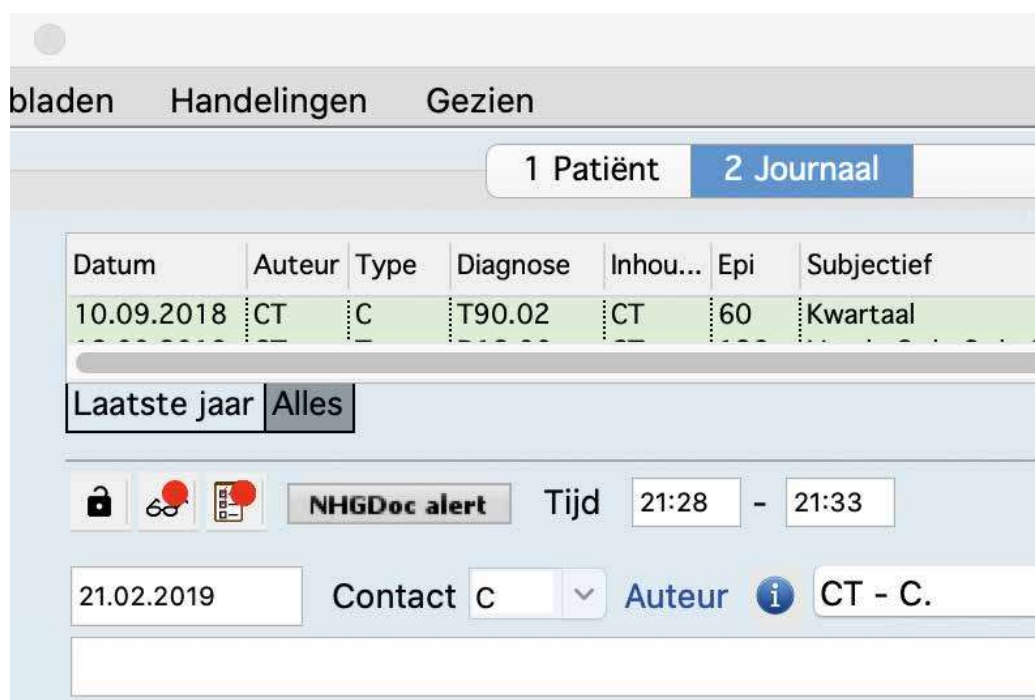 bladen Handelingen Gezien
1 Patiënt 2 Journaal
Datum Auteur Type Diagnose Inhou... Epi Subjectief
10.09.2018 CT C T90.02 CT 60 Kwartaal
Laatste jaar Alles
NHGDoc alert Tijd 21:28 - 21:33
21.02.2019 Contact C Auteur i CT - C.